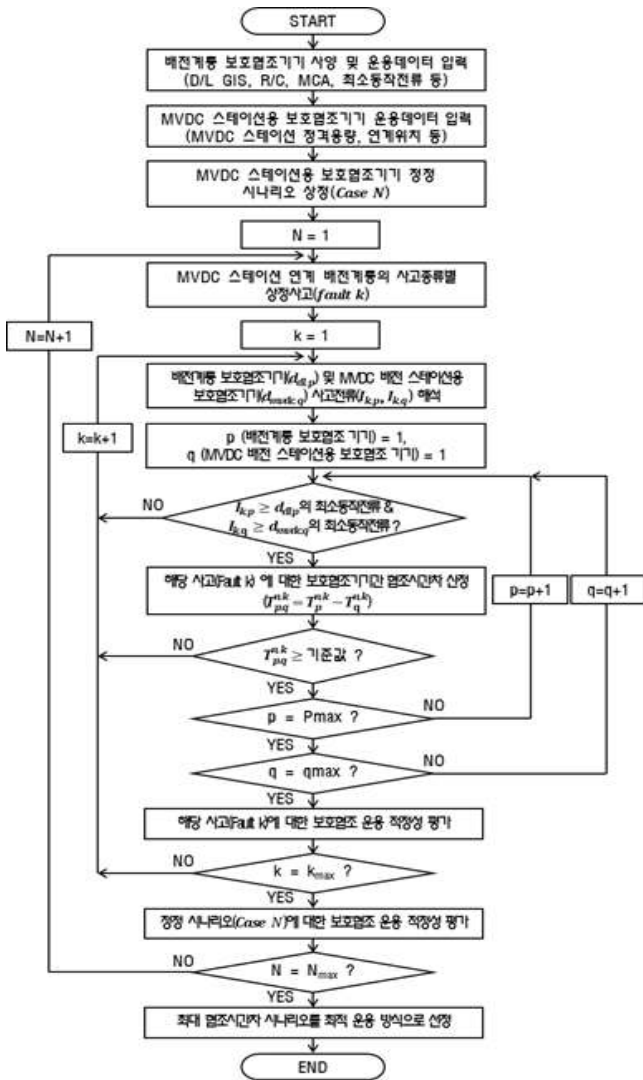 START
배전계통 보호협조기기 사양 및 운용데이터 입력
(D/L GIS, R/C, MCA, 최소동작전류 등)
MVDC 스테이션용 보호협조기기 운용데이터 입력
(MVDC 스테이션 정격용량, 연계위치 등)
MVDC 스테이션용 보호협조기기 정정
시나리오 상정(Case N)
N = 1
MVDC 스테이션 연계 배전계통의 사고종류별
상정사고(fault k)
N=N+1
k = 1
배전계통 보호협조기기(d_dl,p) 및 MVDC 배전 스테이션용
보호협조기기(d_mvdc,q) 사고전류(I_k,p, I_k,q) 해석
k=k+1
p (배전계통 보호협조 기기) = 1,
q (MVDC 배전 스테이션용 보호협조 기기) = 1
NO
I_k,p ≥ d_dl,p의 최소동작전류 &
I_k,q ≥ d_mvdc,q의 최소동작전류 ?
YES
해당 사고(Fault k) 에 대한 보호협조기기간 협조시간차 산정
(T_pq^n,k = T_p^n,k - T_q^n,k)
p=p+1
q=q+1
NO
T_pq^n,k ≥ 기준값 ?
YES
NO
p = Pmax ?
YES
NO
q = qmax ?
YES
해당 사고(Fault k)에 대한 보호협조 운용 적정성 평가
NO
k = k_max ?
YES
정정 시나리오(Case N)에 대한 보호협조 운용 적정성 평가
NO
N = N_max ?
YES
최대 협조시간차 시나리오를 최적 운용 방식으로 선정
END